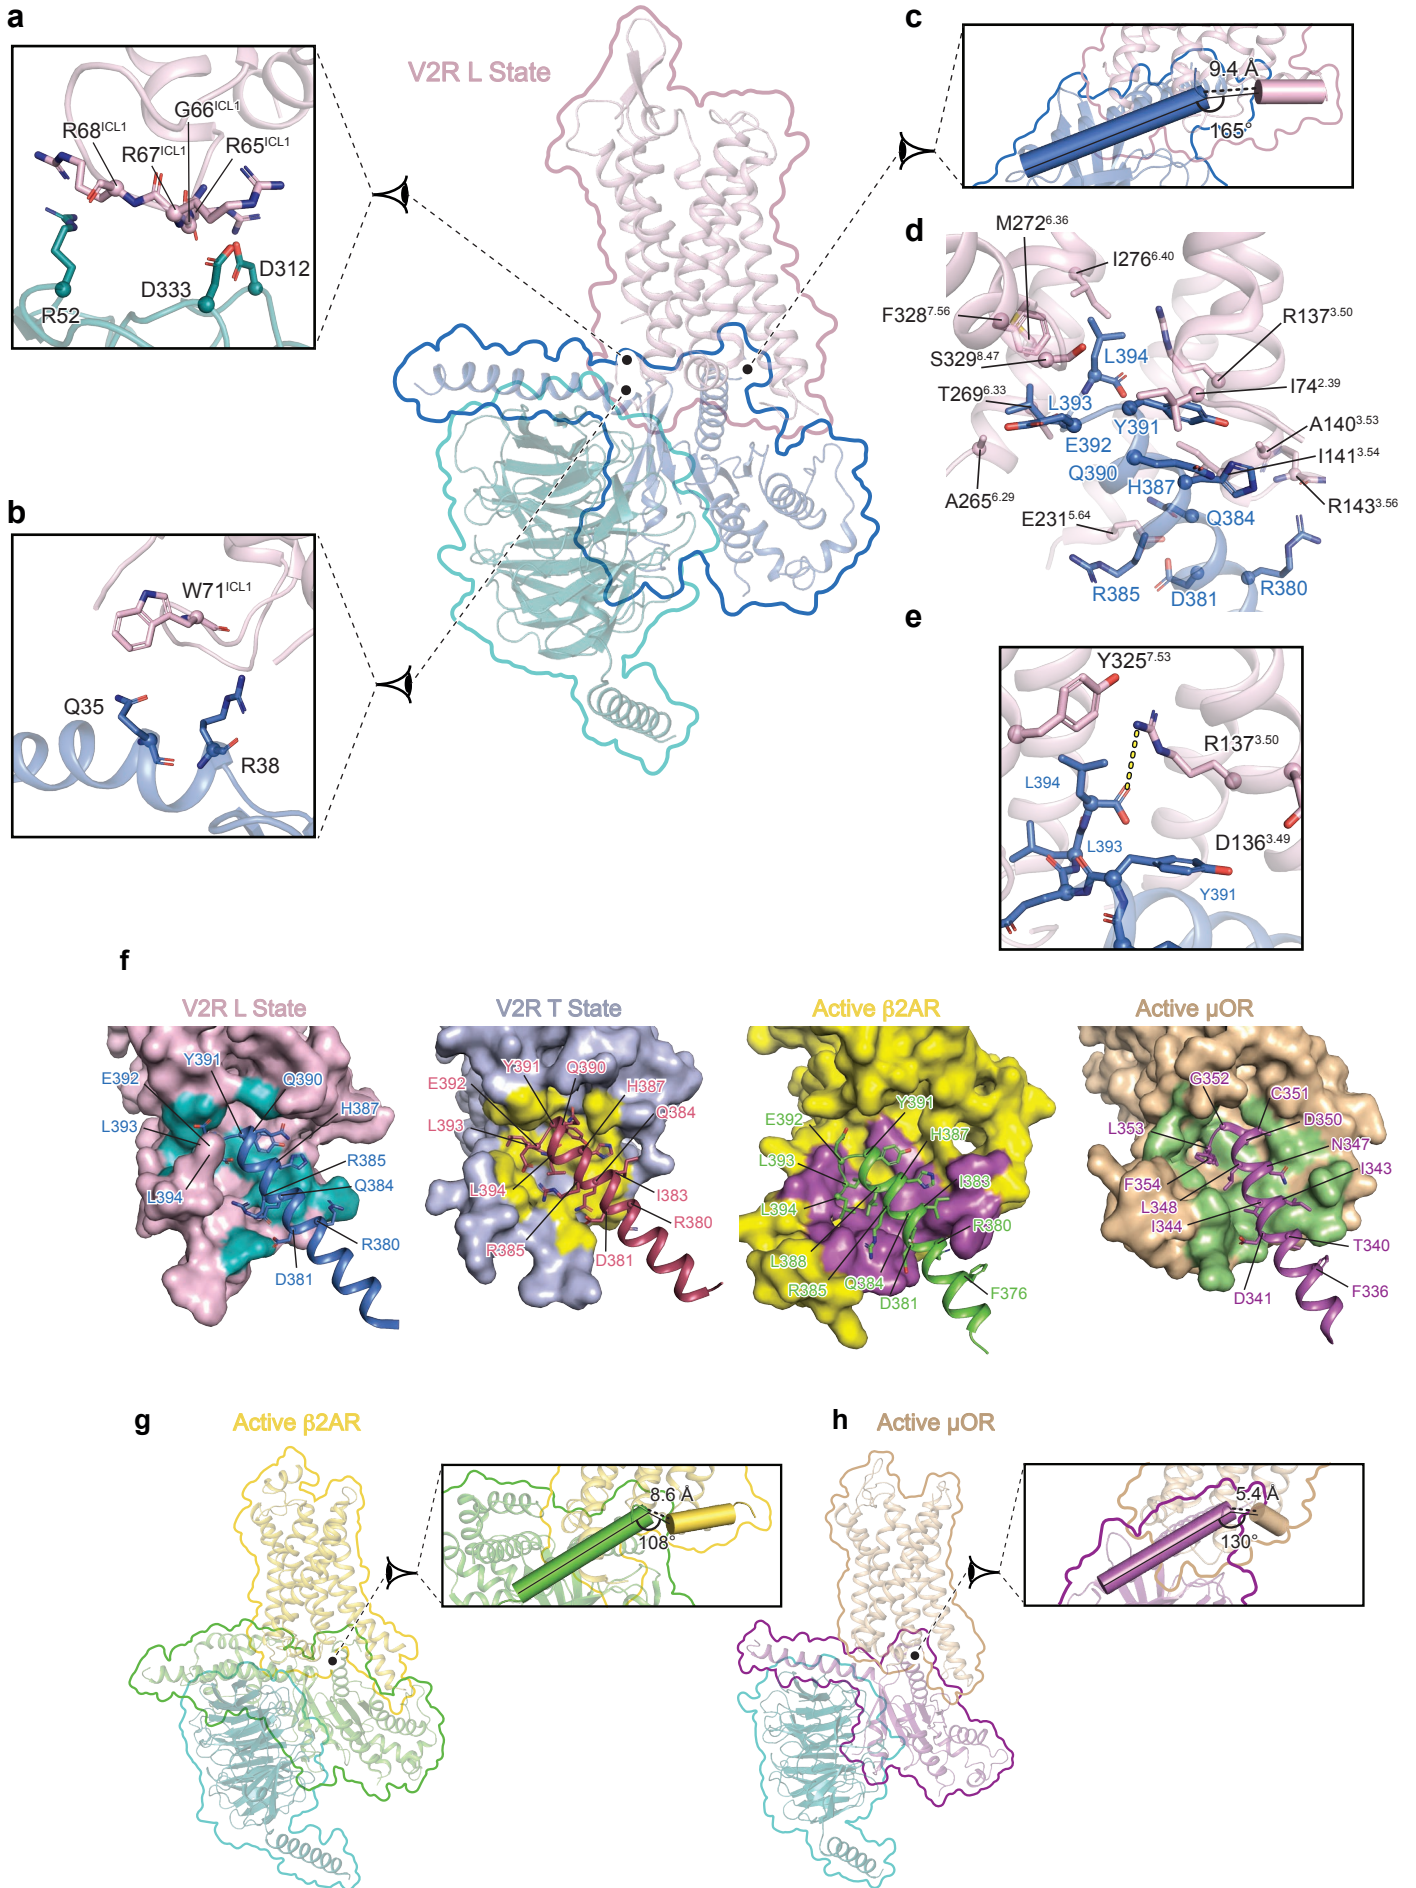 a
V2R L State
G66ICL1
R68ICL1
R67ICL1
R65ICL1
D312
D333
R52
b
W71ICL1
Q35
R38
c
9.4 Å
165°
d
M2726.36
I2766.40
F3287.56
R1373.50
S3298.47
L394
T2696.33
I742.39
L393
Y391
A1403.53
E392
Q390
H387
I1413.54
A2656.29
R1433.56
E2315.64
Q384
R385
D381
R380
e
Y3257.53
R1373.50
L394
D1363.49
L393
Y391
f
V2R L State
Y391
E392
Q390
H387
L393
R385
Q384
L394
R380
D381
V2R T State
Y391
Q390
E392
H387
Q384
L393
L394
I383
R380
R385
D381
Active β2AR
Y391
E392
H387
L393
I383
L394
R380
L388
R385
Q384
D381
F376
Active µOR
G352
C351
D350
L353
N347
I343
F354
L348
I344
T340
D341
F336
g
Active β2AR
8.6 Å
108°
h
Active µOR
5.4 Å
130°